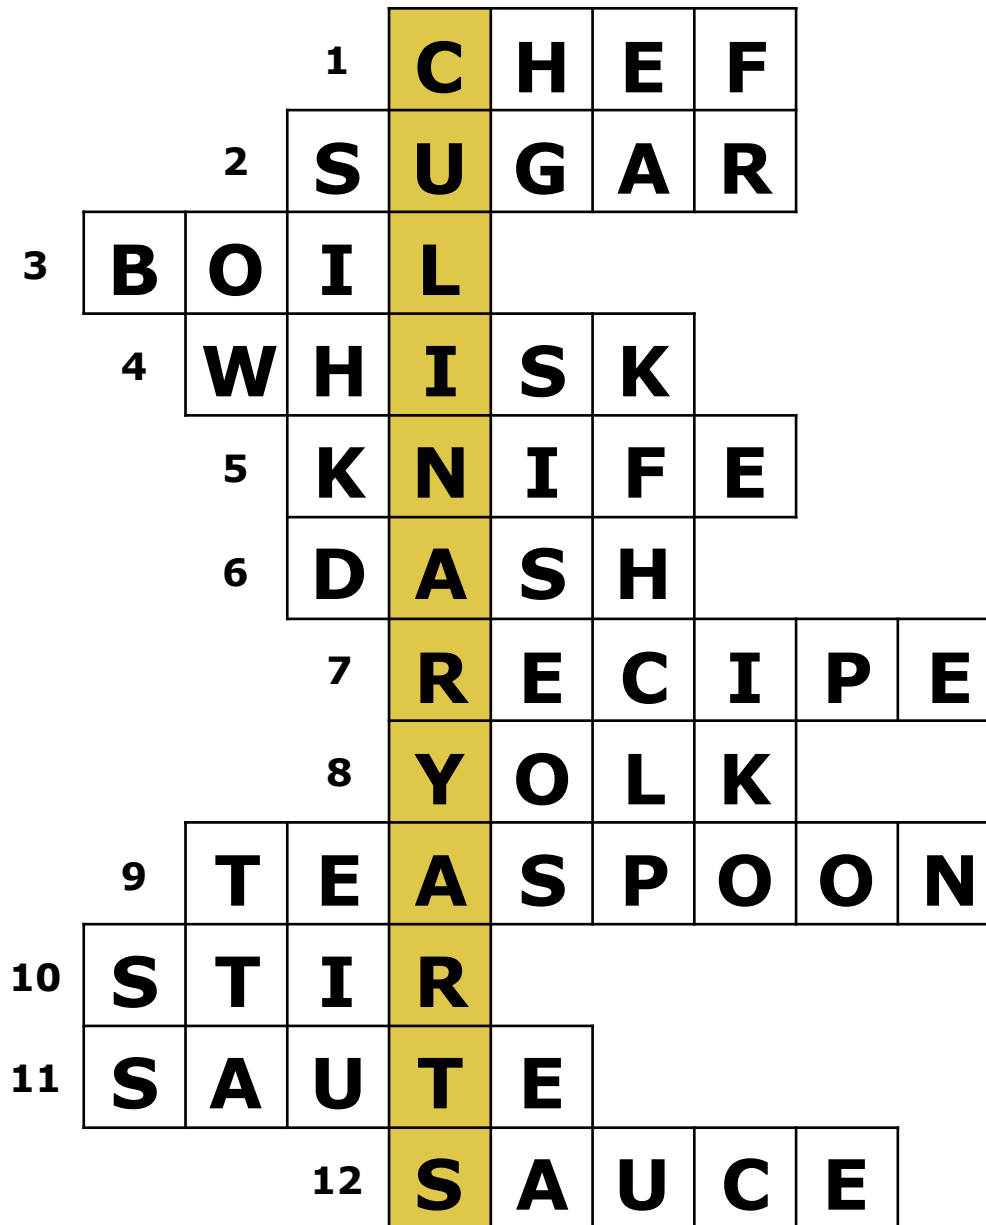 1 CHEF
2 SUGAR
3 BOIL
4 WHISK
5 KNIFE
6 DASH
7 RECIPE
8 YOLK
9 TEASPOON
10 STIR
11 SAUTE
12 SAUCE